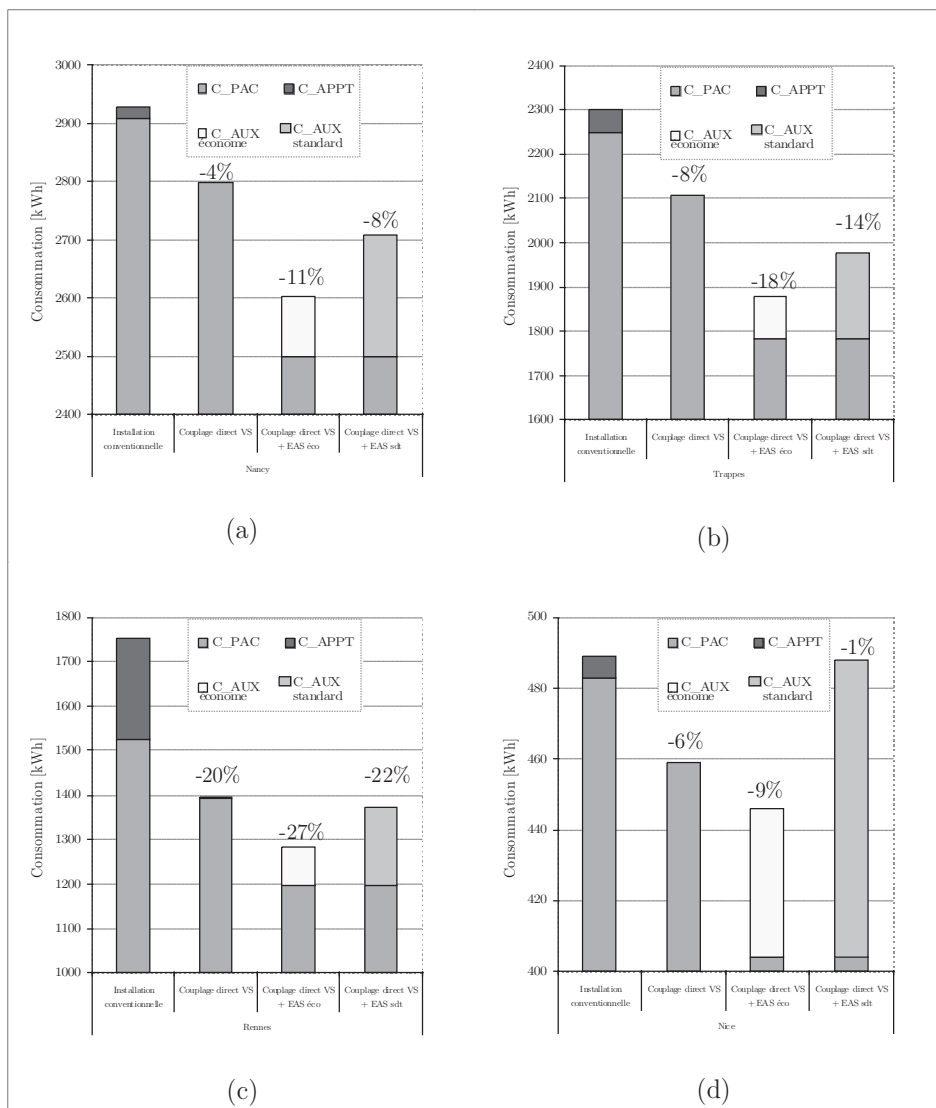 3000
2900
2800
2700
2600
2500
2400
Consommation [kWh]
C_PAC
C_APPT
C_AUX
économe
C_AUX
standard
-4%
-11%
-8%
Installation
conventionnelle
Couplage direct VS
Couplage direct VS
+ EAS éco
Couplage direct VS
+ EAS sdt
Nancy
(a)
2400
2300
2200
2100
2000
1900
1800
1700
1600
Consommation [kWh]
C_PAC
C_APPT
C_AUX
économe
C_AUX
standard
-8%
-18%
-14%
Installation
conventionnelle
Couplage direct VS
Couplage direct VS
+ EAS éco
Couplage direct VS
+ EAS sdt
Trappes
(b)
1800
1700
1600
1500
1400
1300
1200
1100
1000
Consommation [kWh]
C_PAC
C_APPT
C_AUX
économe
C_AUX
standard
-20%
-27%
-22%
Installation
conventionnelle
Couplage direct VS
Couplage direct VS
+ EAS éco
Couplage direct VS
+ EAS sdt
Rennes
(c)
500
480
460
440
420
400
Consommation [kWh]
C_PAC
C_APPT
C_AUX
économe
C_AUX
standard
-6%
-9%
-1%
Installation
conventionnelle
Couplage direct VS
Couplage direct VS
+ EAS éco
Couplage direct VS
+ EAS sdt
Nice
(d)